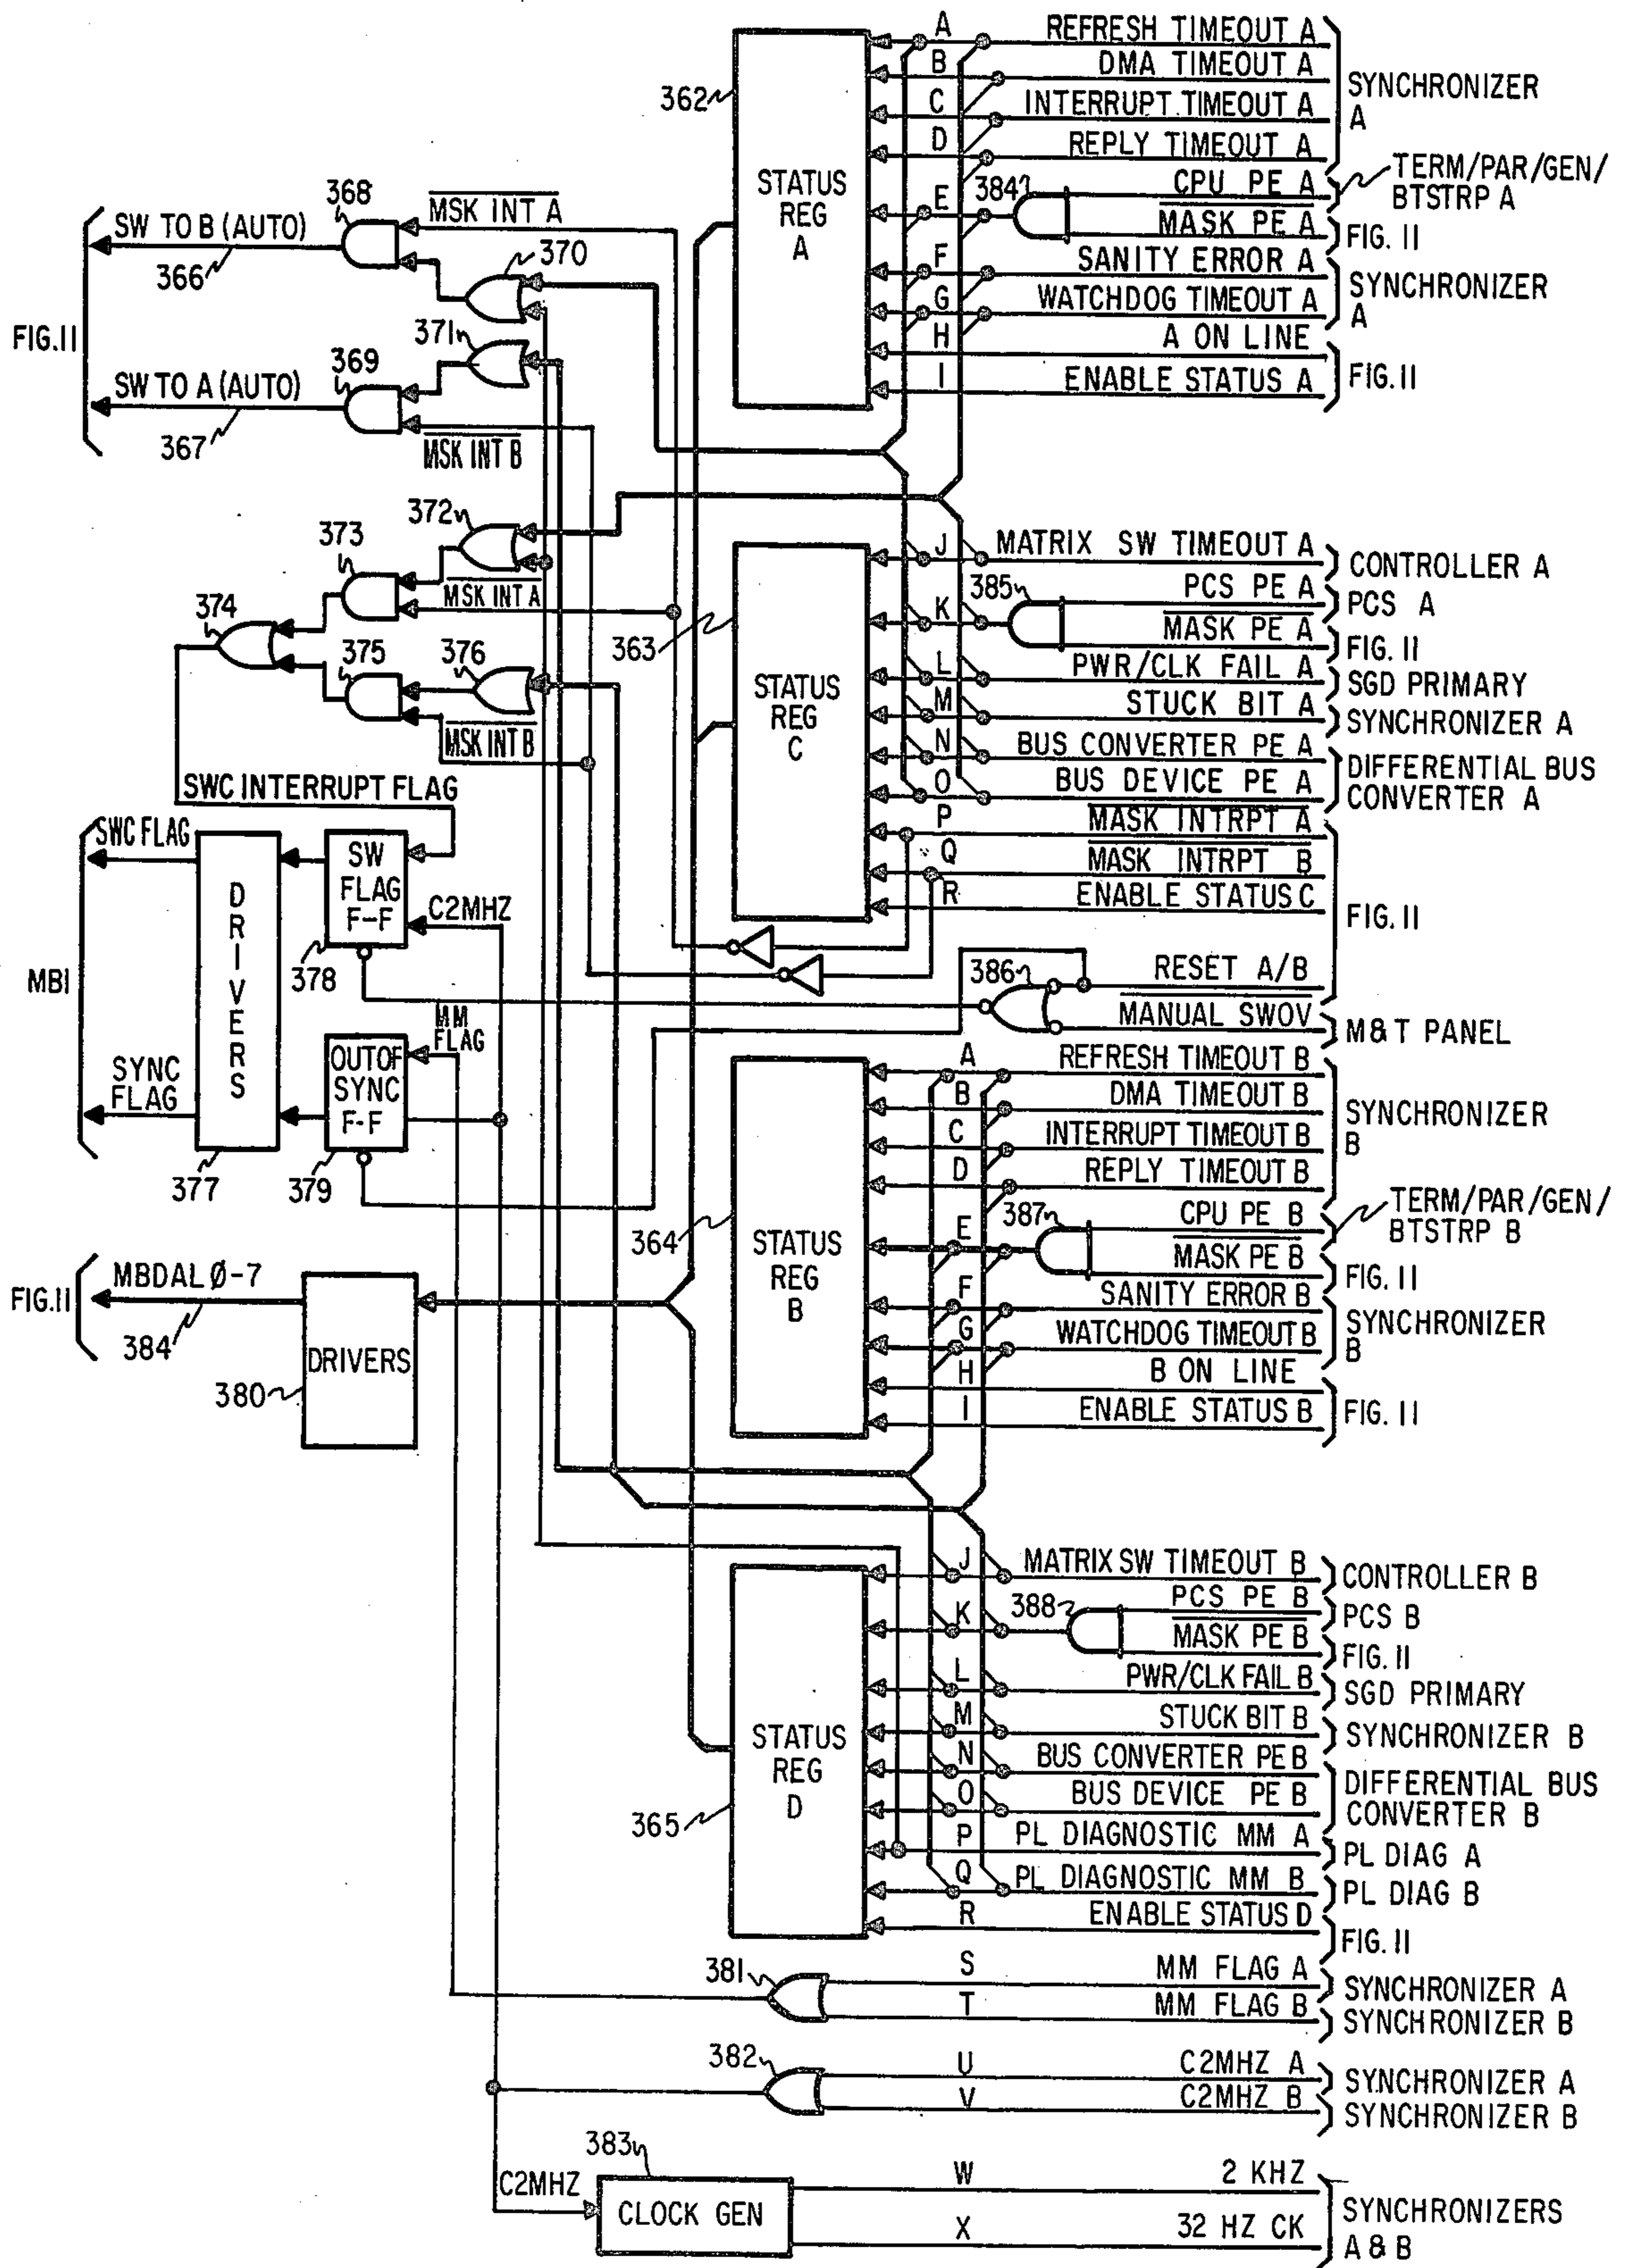 A REFRESH TIMEOUT A
B DMA TIMEOUT A
C INTERRUPT TIMEOUT A
D REPLY TIMEOUT A
SYNCHRONIZER
A
362
STATUS
REG
A
384
E CPU PE A
MASK PE A
TERM/PAR/GEN/
BTSTRP A
FIG. 11
F SANITY ERROR A
G WATCHDOG TIMEOUT A
SYNCHRONIZER
A
H A ON LINE
I ENABLE STATUS A
FIG. 11
368
MSK INT A
SW TO B (AUTO)
366
370
FIG. 11
371
369
SW TO A (AUTO)
367
MSK INT B
372
373
MSK INT A
374
375
376
MSK INT B
SWC INTERRUPT FLAG
363
STATUS
REG
C
J MATRIX SW TIMEOUT A
CONTROLLER A
385
K PCS PE A
PCS A
MASK PE A
FIG. 11
L PWR/CLK FAIL A
SGD PRIMARY
M STUCK BIT A
SYNCHRONIZER A
N BUS CONVERTER PE A
O BUS DEVICE PE A
DIFFERENTIAL BUS
CONVERTER A
P MASK INTRPT A
Q MASK INTRPT B
R ENABLE STATUS C
FIG. 11
386
RESET A/B
MANUAL SWOV
M&T PANEL
SWC FLAG
DRIVERS
SW
FLAG
F-F
C2MHZ
378
MBI
MM
FLAG
OUT OF
SYNC
F-F
SYNC
FLAG
377
379
364
STATUS
REG
B
A REFRESH TIMEOUT B
B DMA TIMEOUT B
C INTERRUPT TIMEOUT B
D REPLY TIMEOUT B
SYNCHRONIZER
B
387
E CPU PE B
MASK PE B
TERM/PAR/GEN/
BTSTRP B
FIG. 11
F SANITY ERROR B
G WATCHDOG TIMEOUT B
SYNCHRONIZER
B
H B ON LINE
I ENABLE STATUS B
FIG. 11
FIG. 11
MBDAL Ø-7
384
DRIVERS
380
365
STATUS
REG
D
J MATRIX SW TIMEOUT B
CONTROLLER B
388
K PCS PE B
PCS B
MASK PE B
FIG. 11
L PWR/CLK FAIL B
SGD PRIMARY
M STUCK BIT B
SYNCHRONIZER B
N BUS CONVERTER PE B
O BUS DEVICE PE B
DIFFERENTIAL BUS
CONVERTER B
P PL DIAGNOSTIC MM A
PL DIAG A
Q PL DIAGNOSTIC MM B
PL DIAG B
R ENABLE STATUS D
FIG. 11
381
S MM FLAG A
SYNCHRONIZER A
T MM FLAG B
SYNCHRONIZER B
382
U C2MHZ A
SYNCHRONIZER A
V C2MHZ B
SYNCHRONIZER B
383
C2MHZ
CLOCK GEN
W 2 KHZ
X 32 HZ CK
SYNCHRONIZERS
A & B